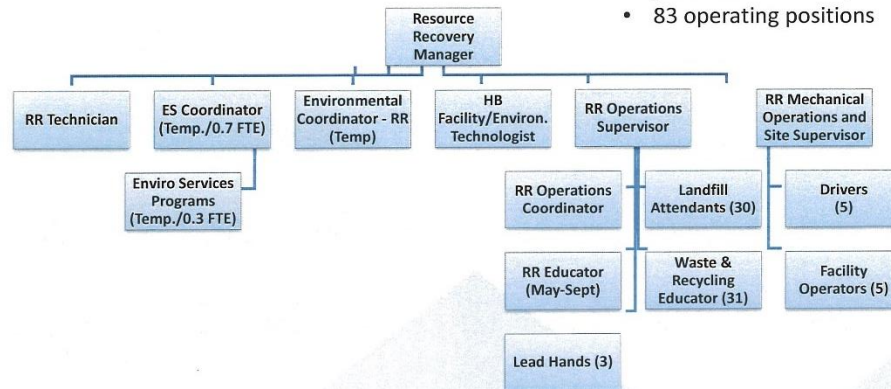 • 83 operating positions
Resource
Recovery
Manager
RR Technician
ES Coordinator
(Temp./0.7 FTE)
Environmental
Coordinator - RR
(Temp)
HB
Facility/Environ.
Technologist
RR Operations
Supervisor
RR Mechanical
Operations and
Site Supervisor
Enviro Services
Programs
(Temp./0.3 FTE)
RR Operations
Coordinator
Landfill
Attendants (30)
Drivers
(5)
RR Educator
(May-Sept)
Waste &
Recycling
Educator (31)
Facility
Operators (5)
Lead Hands (3)